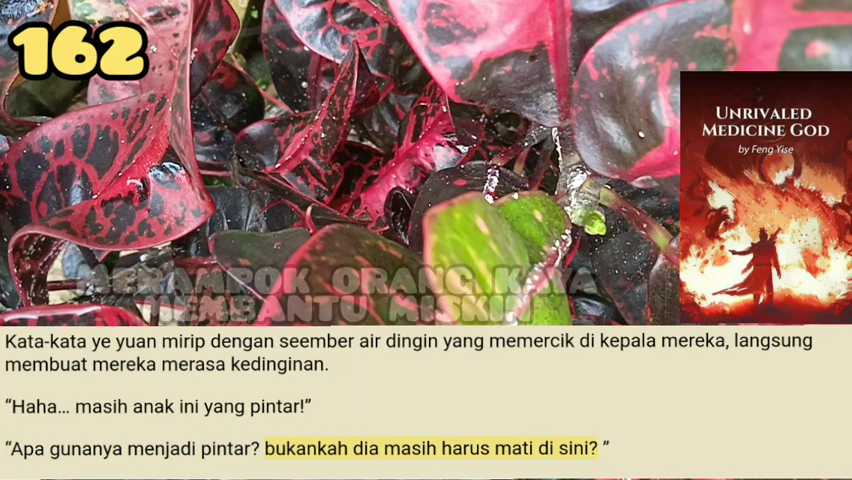 162
UNRIVALED
MEDICINE GOD
by Feng Yise
MERAMPOK ORANG KAYA
MEMBANTU MISKIN
Kata-kata ye yuan mirip dengan seember air dingin yang memercik di kepala mereka, langsung
membuat mereka merasa kedinginan.
“Haha... masih anak ini yang pintar!”
“Apa gunanya menjadi pintar? bukankah dia masih harus mati di sini? ”